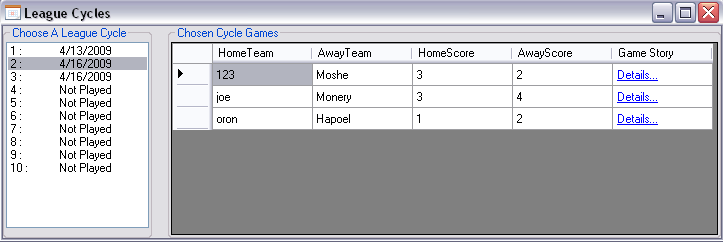 League Cycles
Choose A League Cycle
1 : 4/13/2009
2 : 4/16/2009
3 : 4/16/2009
4 : Not Played
5 : Not Played
6 : Not Played
7 : Not Played
8 : Not Played
9 : Not Played
10 : Not Played
Chosen Cycle Games
HomeTeam AwayTeam HomeScore AwayScore Game Story
123 Moshe 3 2 Details...
joe Monery 3 4 Details...
oron Hapoel 1 2 Details...